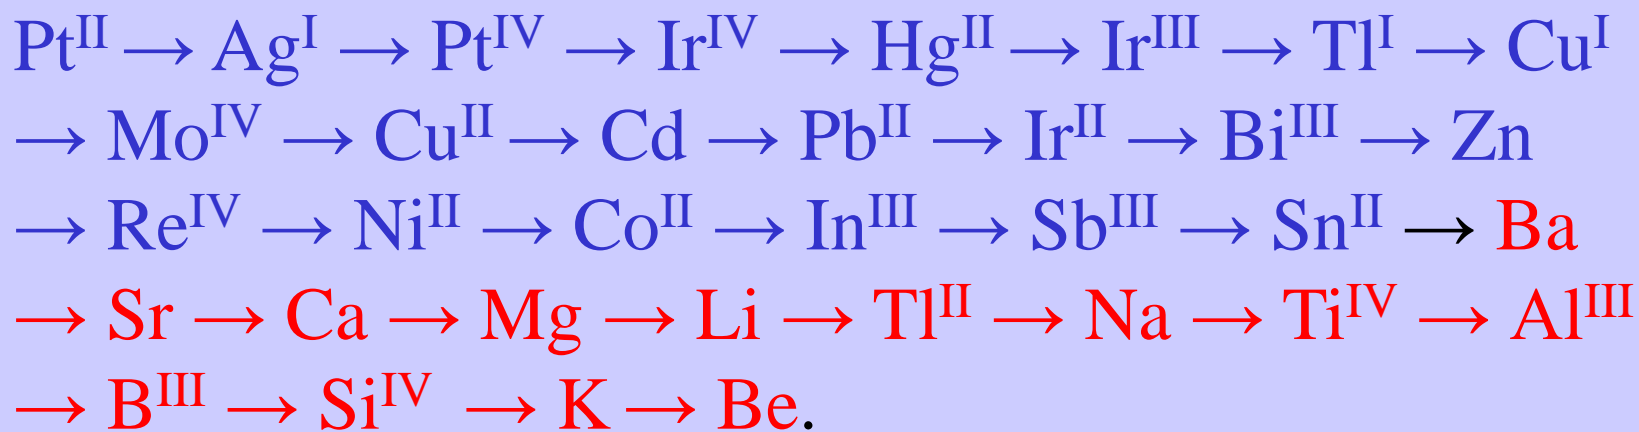 Pt^II → Ag^I → Pt^IV → Ir^IV → Hg^II → Ir^III → Tl^I → Cu^I
→ Mo^IV → Cu^II → Cd → Pb^II → Ir^II → Bi^III → Zn
→ Re^IV → Ni^II → Co^II → In^III → Sb^III → Sn^II → Ba
→ Sr → Ca → Mg → Li → Tl^II → Na → Ti^IV → Al^III
→ B^III → Si^IV → K → Be.